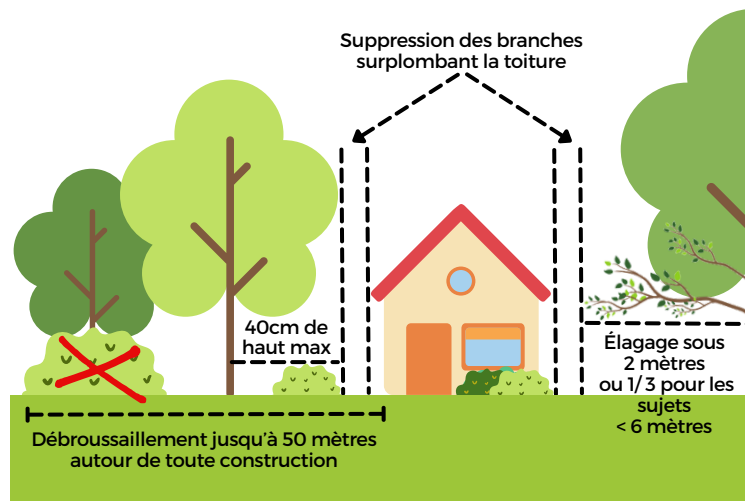 Suppression des branches
surplombant la toiture
40cm de
haut max
Élagage sous
2 mètres
ou 1/3 pour les
sujets
< 6 mètres
Débroussaillement jusqu'à 50 mètres
autour de toute construction